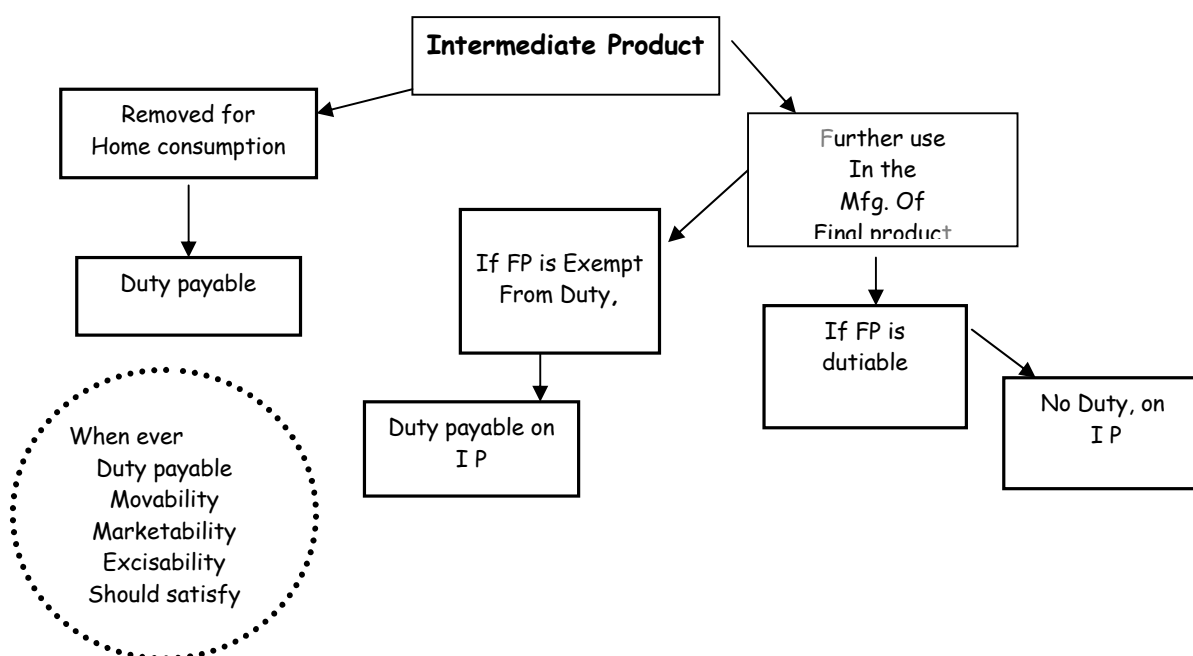 Intermediate Product
Removed for
Home consumption
Further use
In the
Mfg. Of
Final product
Duty payable
If FP is Exempt
From Duty,
If FP is
dutiable
Duty payable on
I P
No Duty, on
I P
When ever
Duty payable
Movability
Marketability
Excisability
Should satisfy